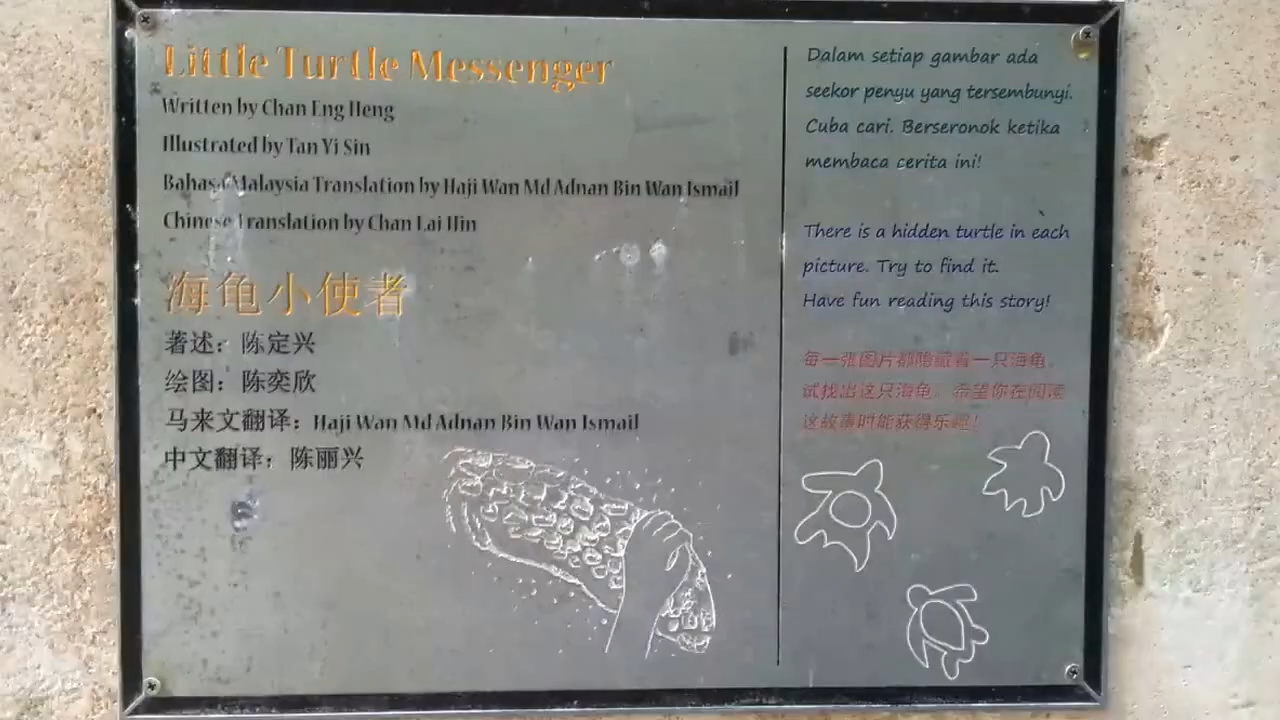 Little Turtle Messenger
Written by Chan Eng Heng
Illustrated by Tan Yi Sin
Bahasa Malaysia Translation by Haji Wan Md Adnan Bin Wan Ismail
Chinese Translation by Chan Lai Hin
海龟小使者
著述：陈定兴
绘图：陈奕欣
马来文翻译：Haji Wan Md Adnan Bin Wan Ismail
中文翻译：陈丽兴
Dalam setiap gambar ada
seekor penyu yang tersembunyi.
Cuba cari. Berseronok ketika
membaca cerita ini!
There is a hidden turtle in each
picture. Try to find it.
Have fun reading this story!
每一张图片都隐藏着一只海龟。
试找出这只海龟。希望你在阅读
这故事时能获得乐趣！